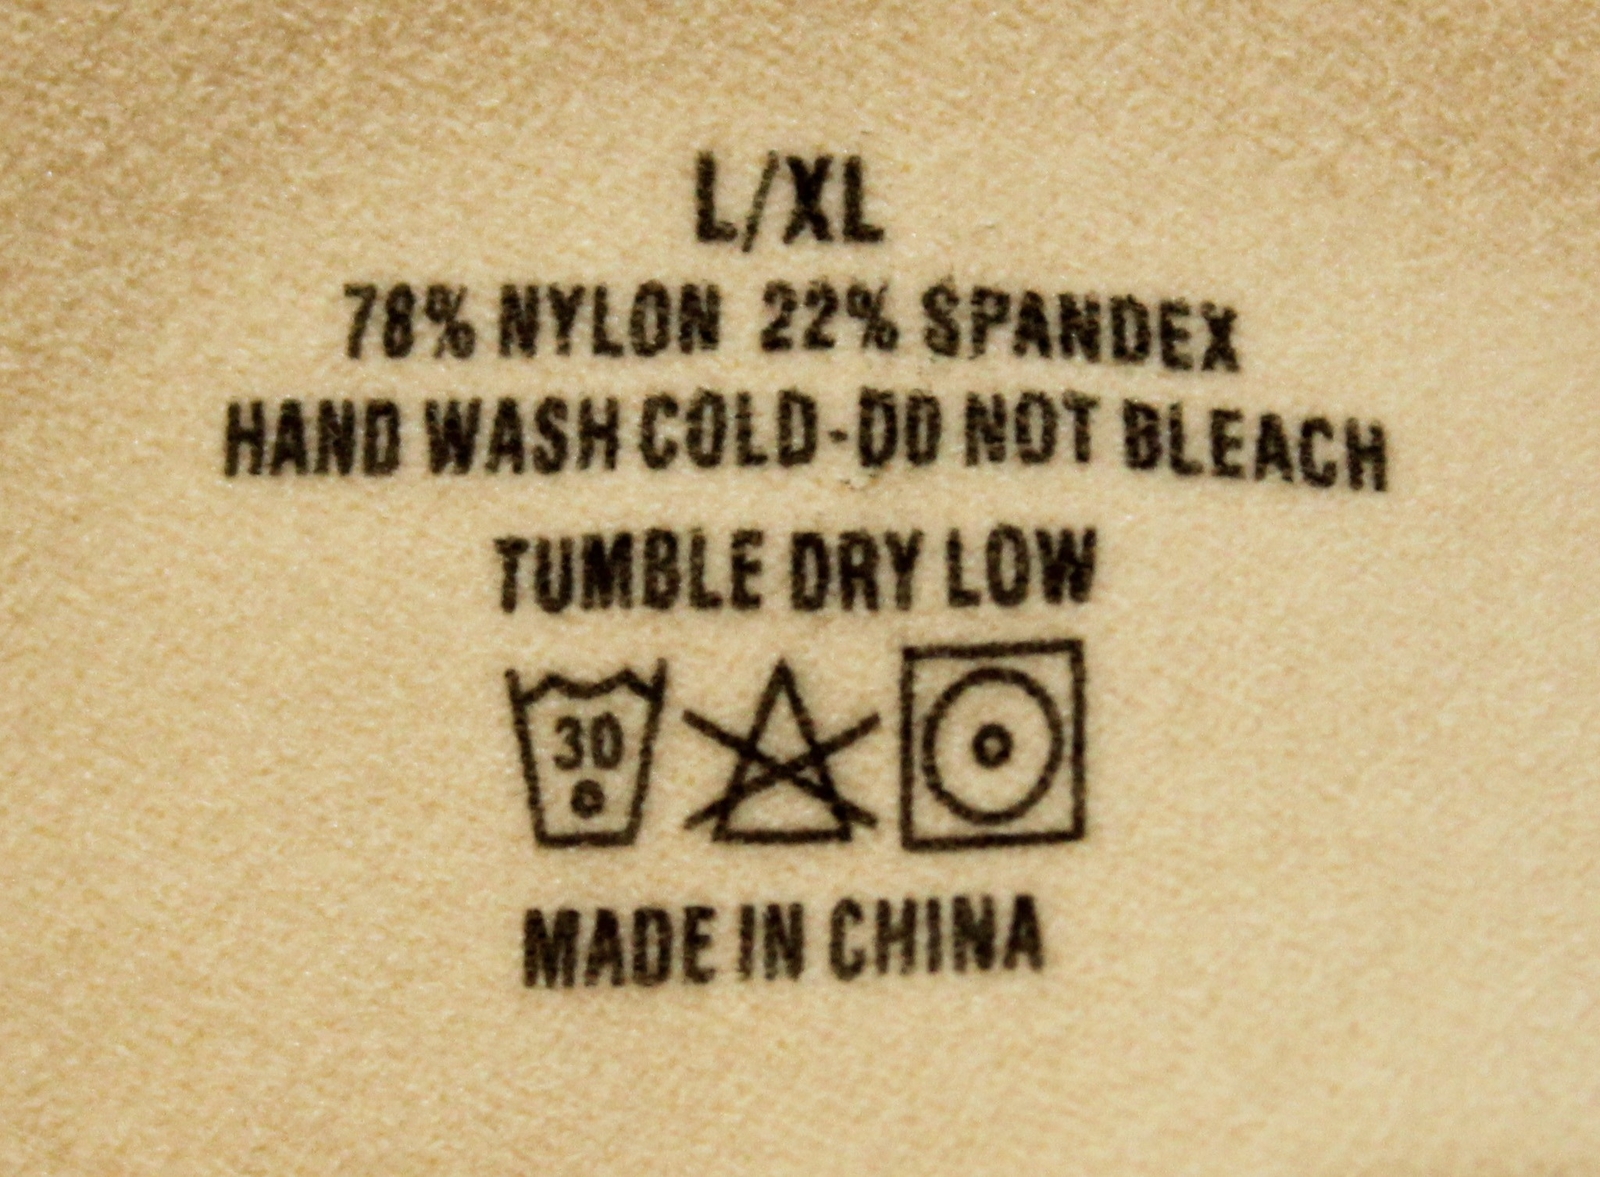 L/XL
78% NYLON 22% SPANDEX
HAND WASH COLD-DO NOT BLEACH
TUMBLE DRY LOW
30
MADE IN CHINA